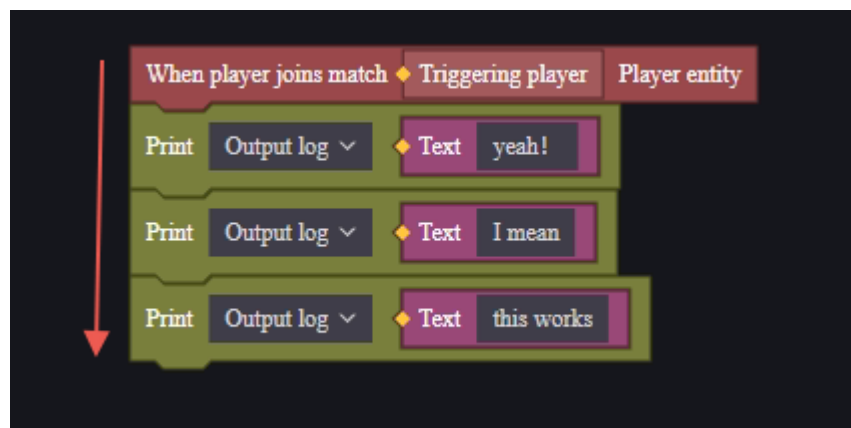 When player joins match Triggering player Player entity
Print Output log Text yeah!
Print Output log Text I mean
Print Output log Text this works